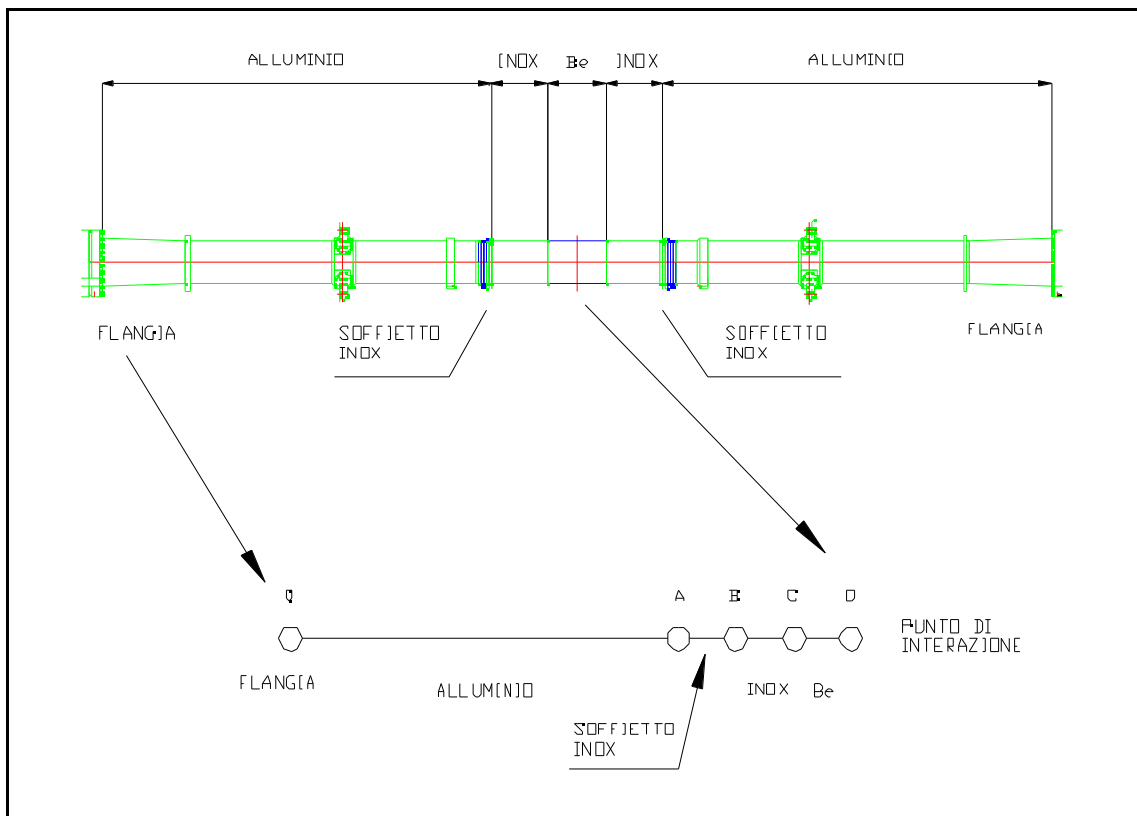 ALLUMINIO INOX Be INOX ALLUMINIO
FLANGIA
SOFFIETTO
INOX
SOFFIETTO
INOX
FLANGIA
A B C D
PUNTO DI
INTERAZIONE
FLANGIA
ALLUMINIO
INOX Be
SOFFIETTO
INOX